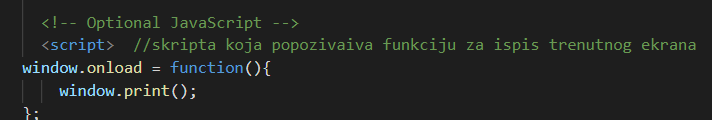 <!-- Optional JavaScript -->
<script>  //skripta koja popozivaiva funkciju za ispis trenutnog ekrana
window.onload = function(){
window.print();
};